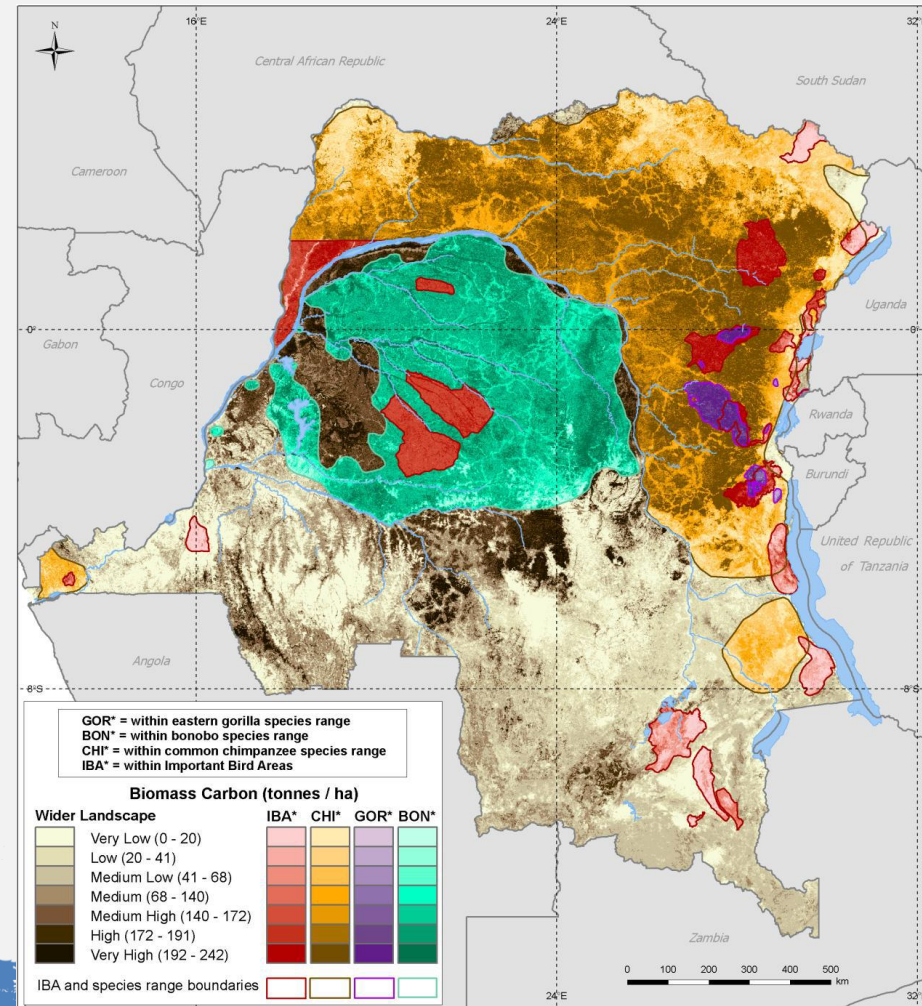 16°E
24°E
32°
N
Central African Republic
South Sudan
Cameroon
Uganda
0°
0°
Gabon
Congo
Rwanda
Burundi
United Republic
of Tanzania
Angola
8°S
8°S
GOR* = within eastern gorilla species range
BON* = within bonobo species range
CHI* = within common chimpanzee species range
IBA* = within Important Bird Areas
Biomass Carbon (tonnes / ha)
Wider Landscape IBA* CHI* GOR* BON*
Very Low (0 - 20)
Low (20 - 41)
Medium Low (41 - 68)
Medium (68 - 140)
Medium High (140 - 172)
High (172 - 191)
Very High (192 - 242)
IBA and species range boundaries
Zambia
0 100 200 300 400 500
km
24°E
32°